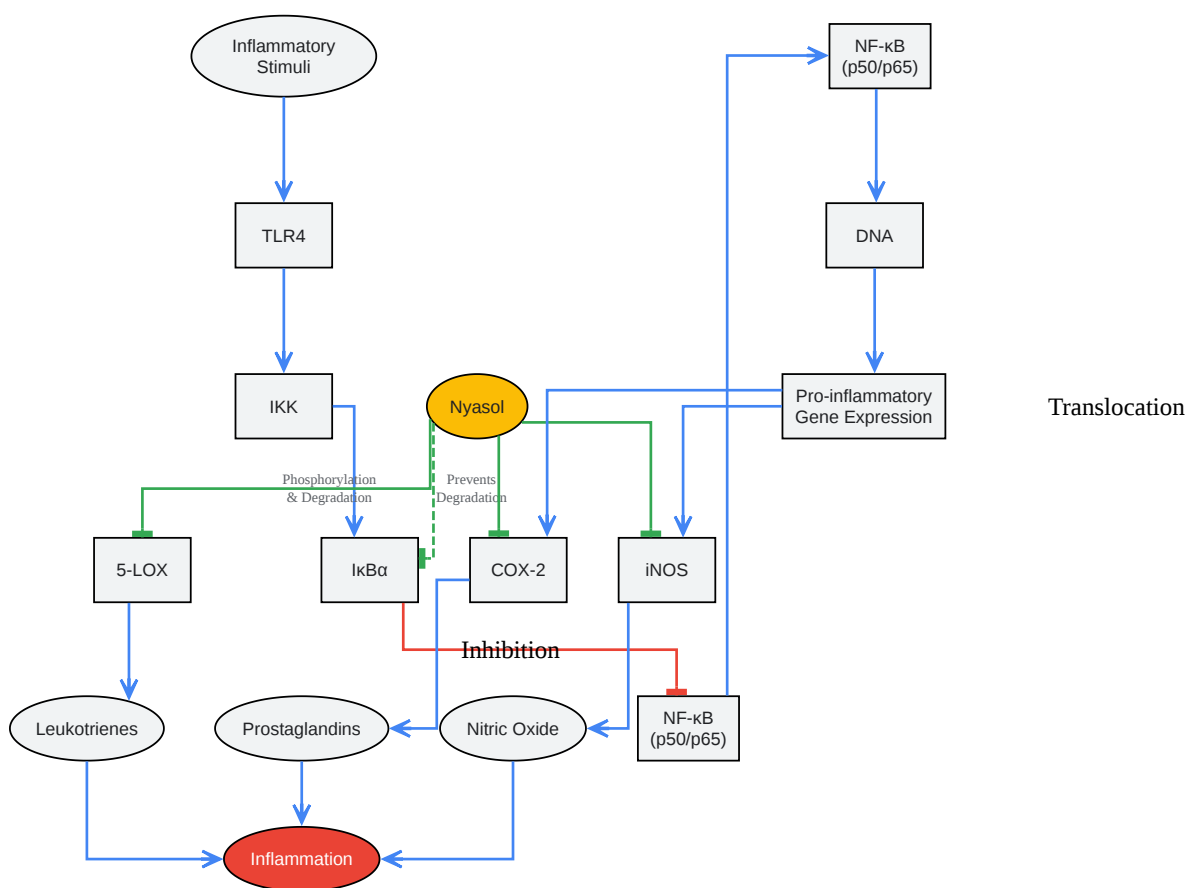 Inflammatory
Stimuli
NF-κB
(p50/p65)
TLR4
DNA
IKK
Nyasol
Pro-inflammatory
Gene Expression
Translocation
Phosphorylation
& Degradation
Prevents
Degradation
5-LOX
IκBα
COX-2
iNOS
Inhibition
Leukotrienes
Prostaglandins
Nitric Oxide
NF-κB
(p50/p65)
Inflammation